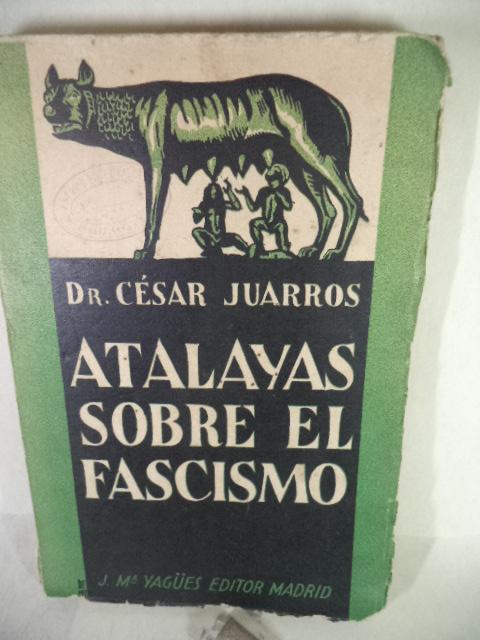 DR. CÉSAR JUARROS
ATALAYAS
SOBRE EL
FASCISMO
J. Mª YAGÜES EDITOR MADRID